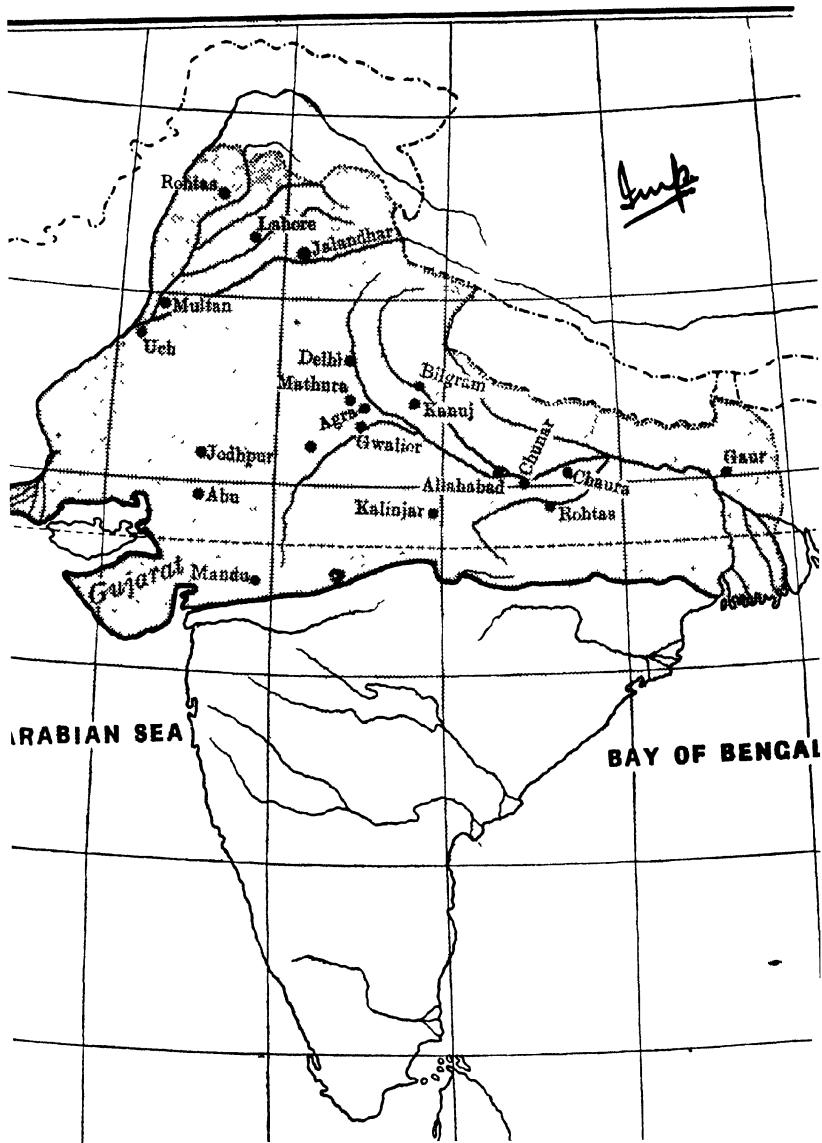 Imp
Rohtas
Lahore
Jalandhar
Multan
Uch
Delhi
Mathura
Bilgram
Agra
Kanuj
Gwalior
Jodhpur
Chunar
Gaur
Allahabad
Chaura
Abu
Kalinjar
Rohtas
Gujarat
Mandu
ARABIAN SEA
BAY OF BENGAL